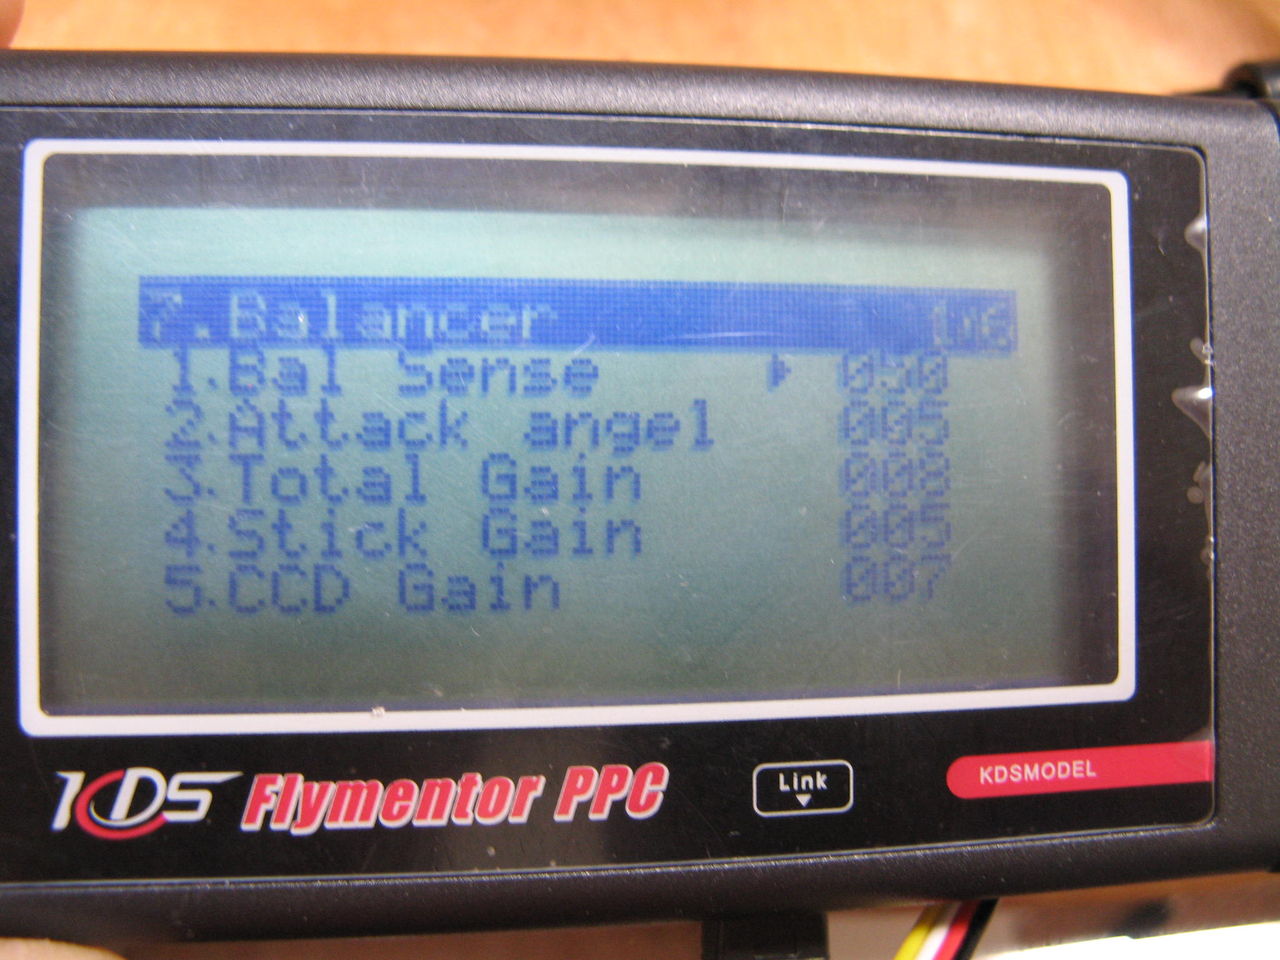 7.Balancer
1.Bal Sense 050
2.Attack angel 005
3.Total Gain 008
4.Stick Gain 005
5.CCD Gain 007
KDS Flymentor PPC
Link
KDSMODEL